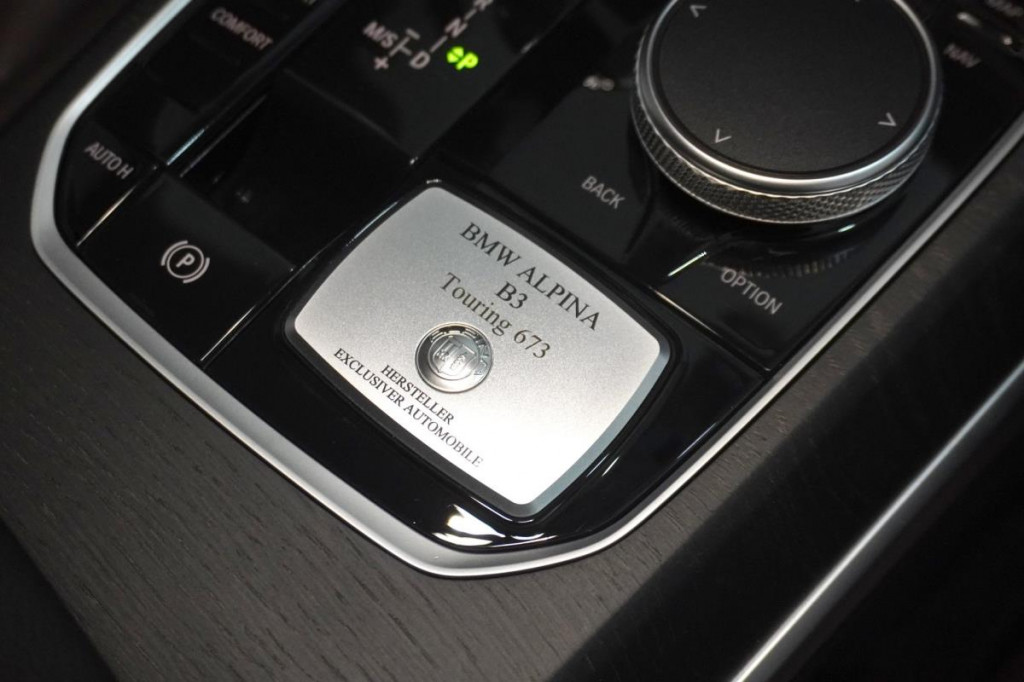 COMFORT
M/S
+
R
N
D
P
NAV
AUTO H
BACK
(P)
OPTION
BMW ALPINA
B3
Touring 673
HERSTELLER
EXCLUSIVER AUTOMOBILE